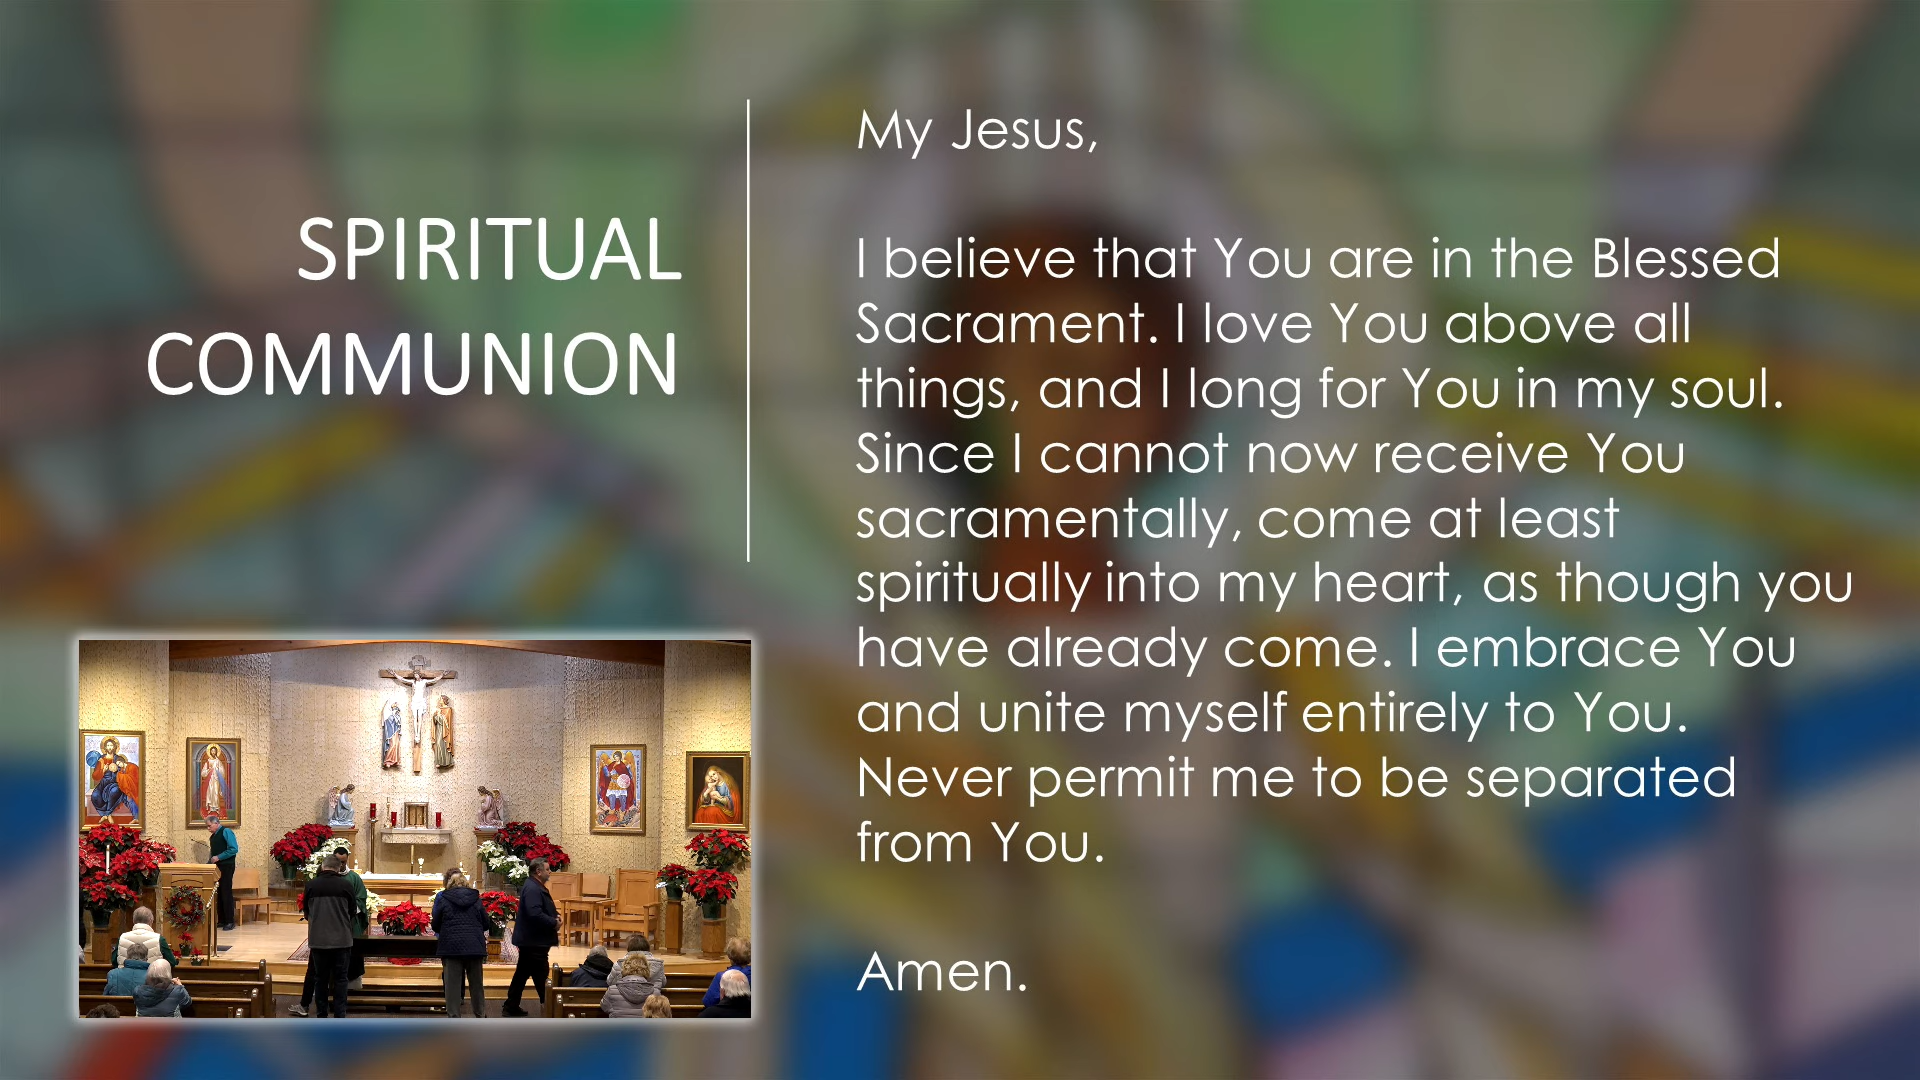 SPIRITUAL
COMMUNION
My Jesus,
I believe that You are in the Blessed
Sacrament. I love You above all
things, and I long for You in my soul.
Since I cannot now receive You
sacramentally, come at least
spiritually into my heart, as though you
have already come. I embrace You
and unite myself entirely to You.
Never permit me to be separated
from You.
Amen.